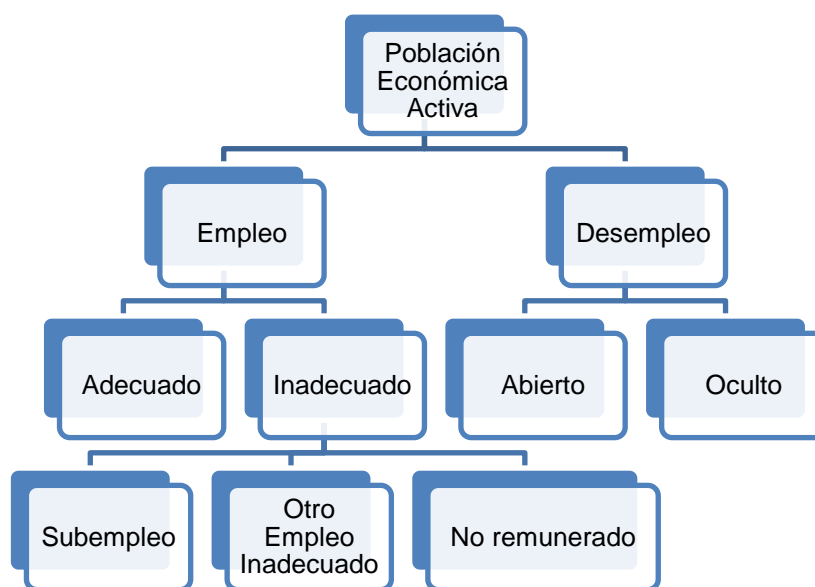 Población
Económica
Activa
Empleo
Desempleo
Adecuado
Inadecuado
Abierto
Oculto
Subempleo
Otro
Empleo
Inadecuado
No remunerado